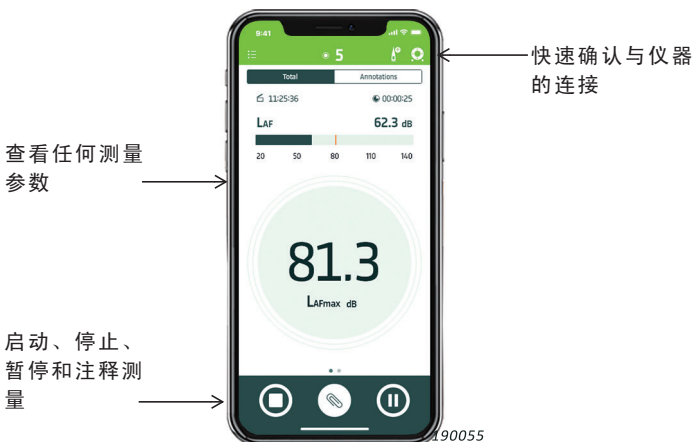 9:41
5
快速确认与仪器
的连接
Total Annotations
11:25:36 00:00:25
LAF 62.3 dB
20 50 80 110 140
查看任何测量
参数
81.3
LAFmax dB
启动、停止、
暂停和注释测
量
190055